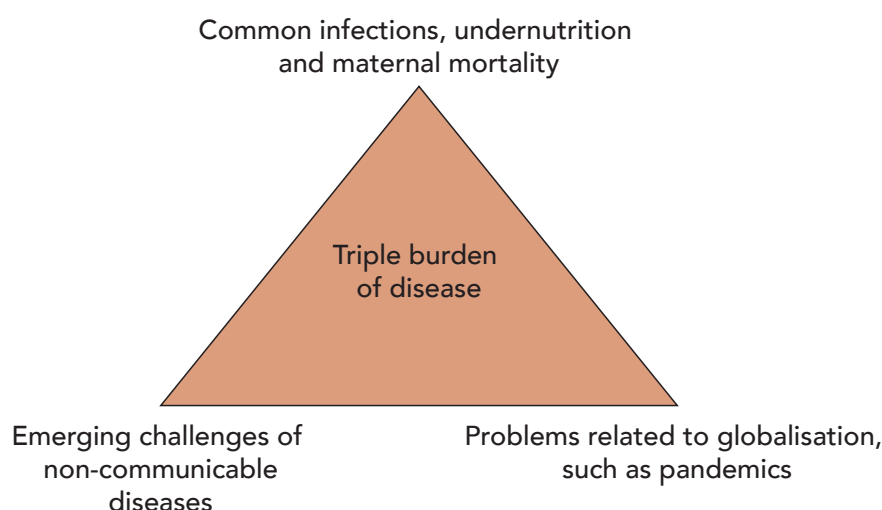 Common infections, undernutrition
and maternal mortality
Triple burden
of disease
Emerging challenges of
non-communicable
diseases
Problems related to globalisation,
such as pandemics